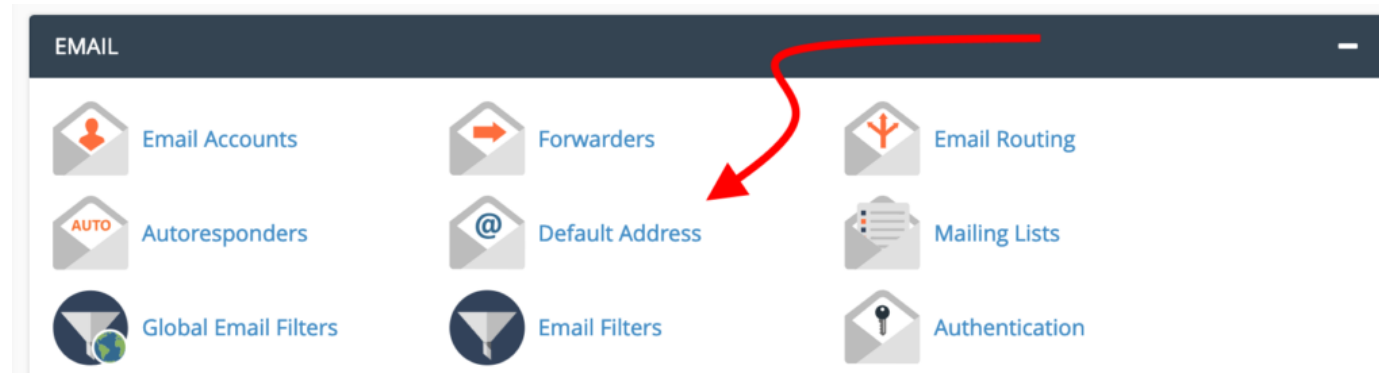 EMAIL
Email Accounts
Forwarders
Email Routing
AUTO
Autoresponders
@
Default Address
Mailing Lists
Global Email Filters
Email Filters
Authentication